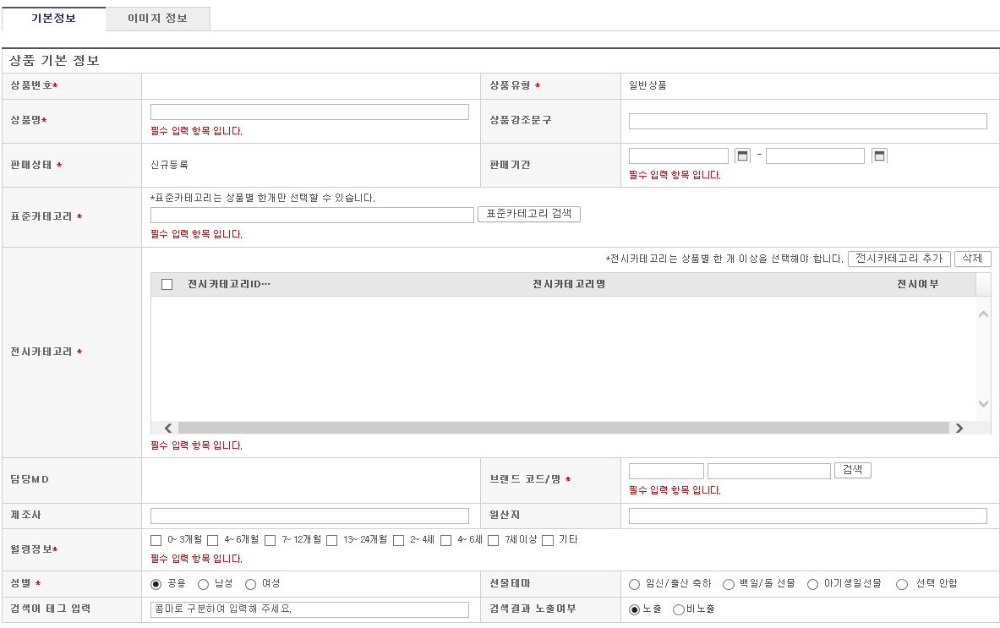 기본정보 이미지 정보
상품 기본 정보
상품번호* 상품유형 * 일반상품
상품명* 상품강조문구
필수 입력 항목 입니다.
판매상태 * 신규등록 판매기간 -
필수 입력 항목 입니다.
*표준카테고리는 상품별 한개만 선택할 수 있습니다.
표준카테고리 * 표준카테고리 검색
필수 입력 항목 입니다.
*전시카테고리는 상품별 한 개 이상을 선택해야 합니다. 전시카테고리 추가 삭제
전시카테고리ID… 전시카테고리명 전시여부
전시카테고리 *
필수 입력 항목 입니다.
담당MD 브랜드 코드/명 * 검색
필수 입력 항목 입니다.
제조사 원산지
월령정보* 0~3개월 4~6개월 7~12개월 13~24개월 2~4세 4~6세 7세이상 기타
필수 입력 항목 입니다.
성별 * 공용 남성 여성 선물테마 임신/출산 축하 백일/돌 선물 아기생일선물 선택 안함
검색어 태그 입력 콤마로 구분하여 입력해 주세요. 검색결과 노출여부 노출 비노출